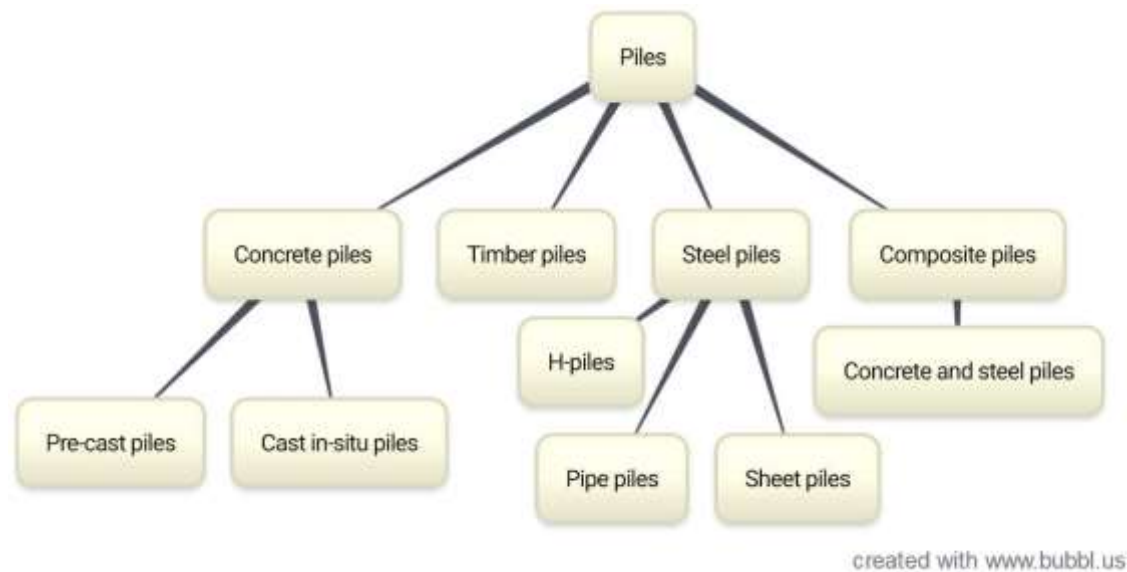 Piles
Concrete piles
Timber piles
Steel piles
Composite piles
H-piles
Concrete and steel piles
Pre-cast piles
Cast in-situ piles
Pipe piles
Sheet piles
created with www.bubbl.us